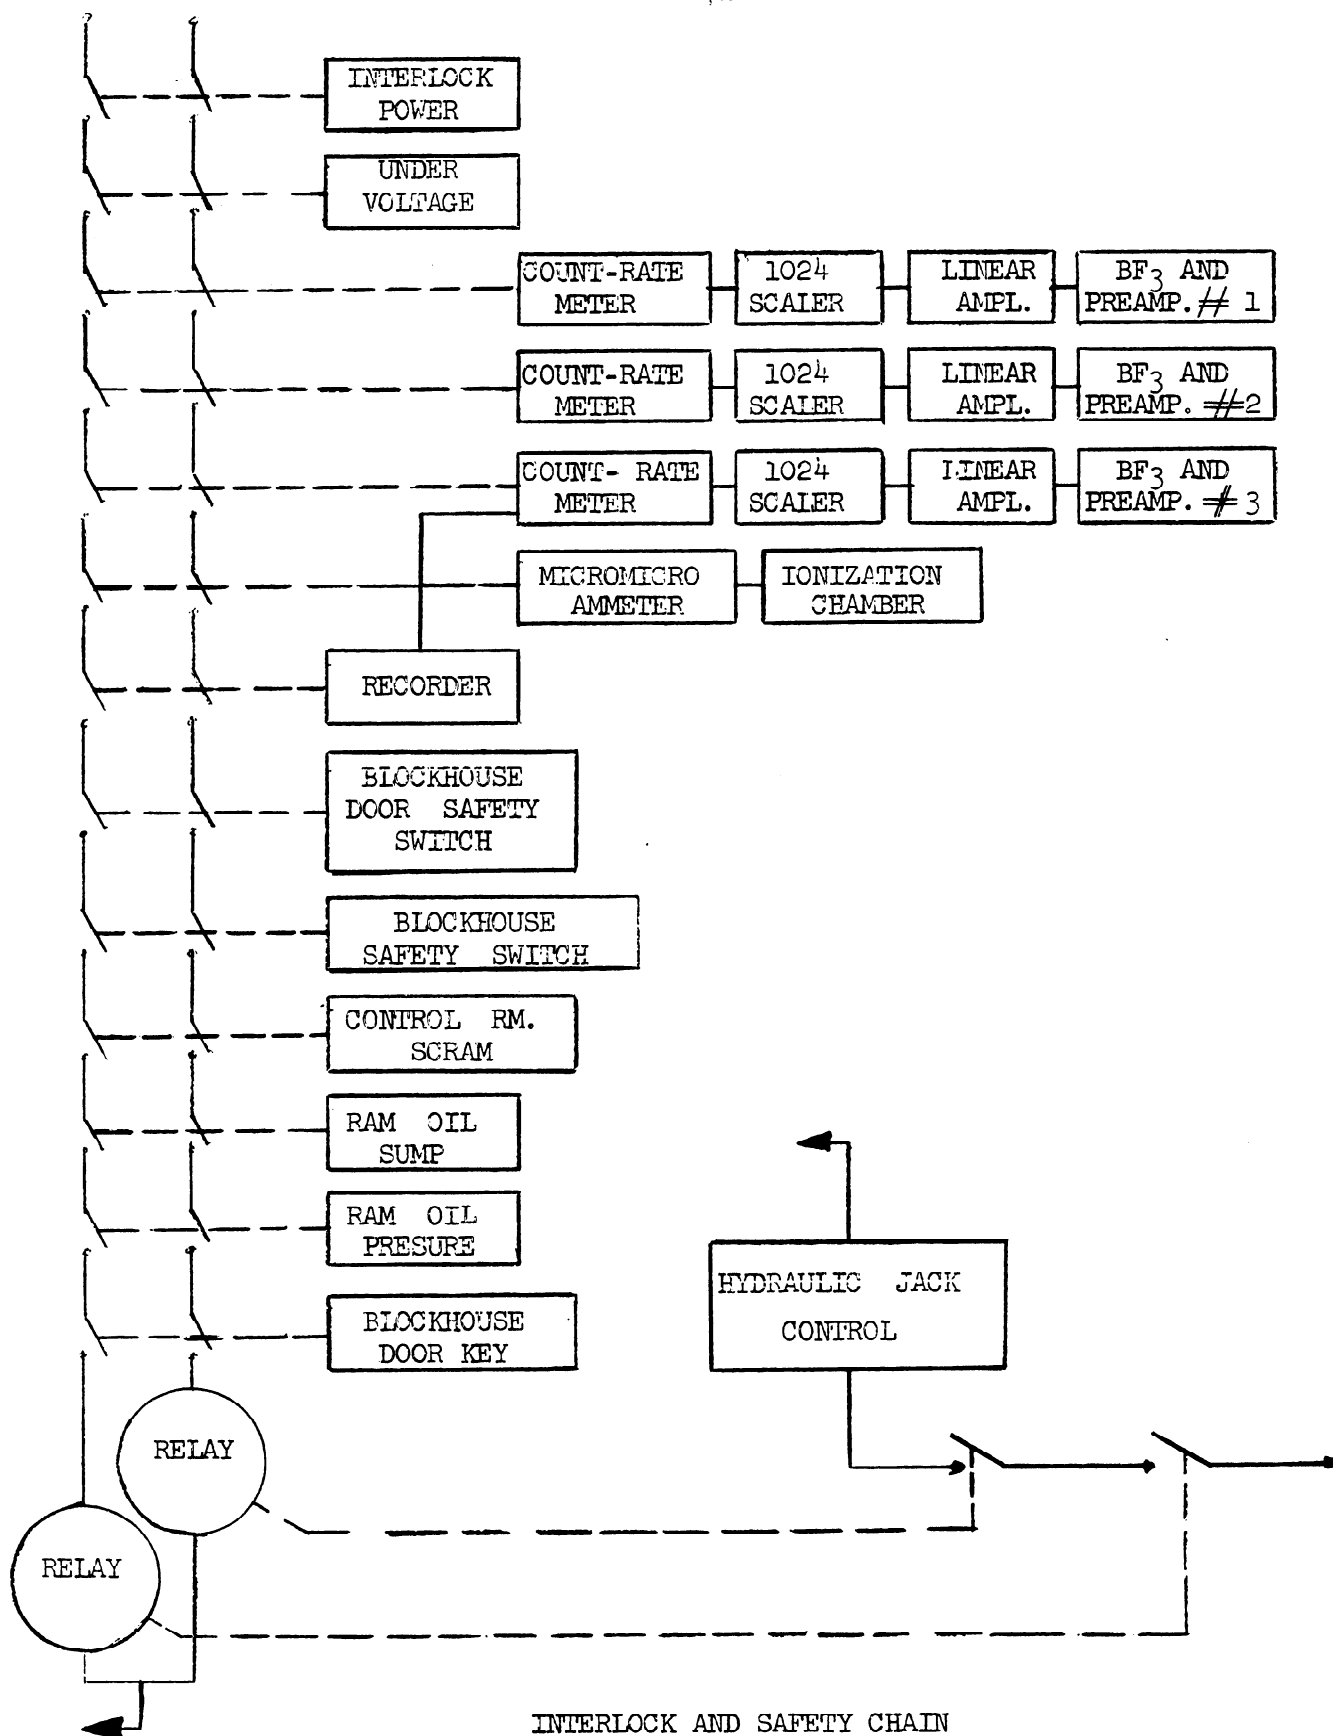 INTERLOCK
POWER
UNDER
VOLTAGE
COUNT-RATE
METER
1024
SCALER
LINEAR
AMPL.
BF3 AND
PREAMP. # 1
COUNT-RATE
METER
1024
SCALER
LINEAR
AMPL.
BF3 AND
PREAMP. #2
COUNT- RATE
METER
1024
SCALER
LINEAR
AMPL.
BF3 AND
PREAMP. # 3
MICROMICRO
AMMETER
IONIZATION
CHAMBER
RECORDER
BLOCKHOUSE
DOOR SAFETY
SWITCH
BLOCKHOUSE
SAFETY SWITCH
CONTROL RM.
SCRAM
RAM OIL
SUMP
RAM OIL
PRESURE
HYDRAULIC JACK
CONTROL
BLOCKHOUSE
DOOR KEY
RELAY
RELAY
INTERLOCK AND SAFETY CHAIN